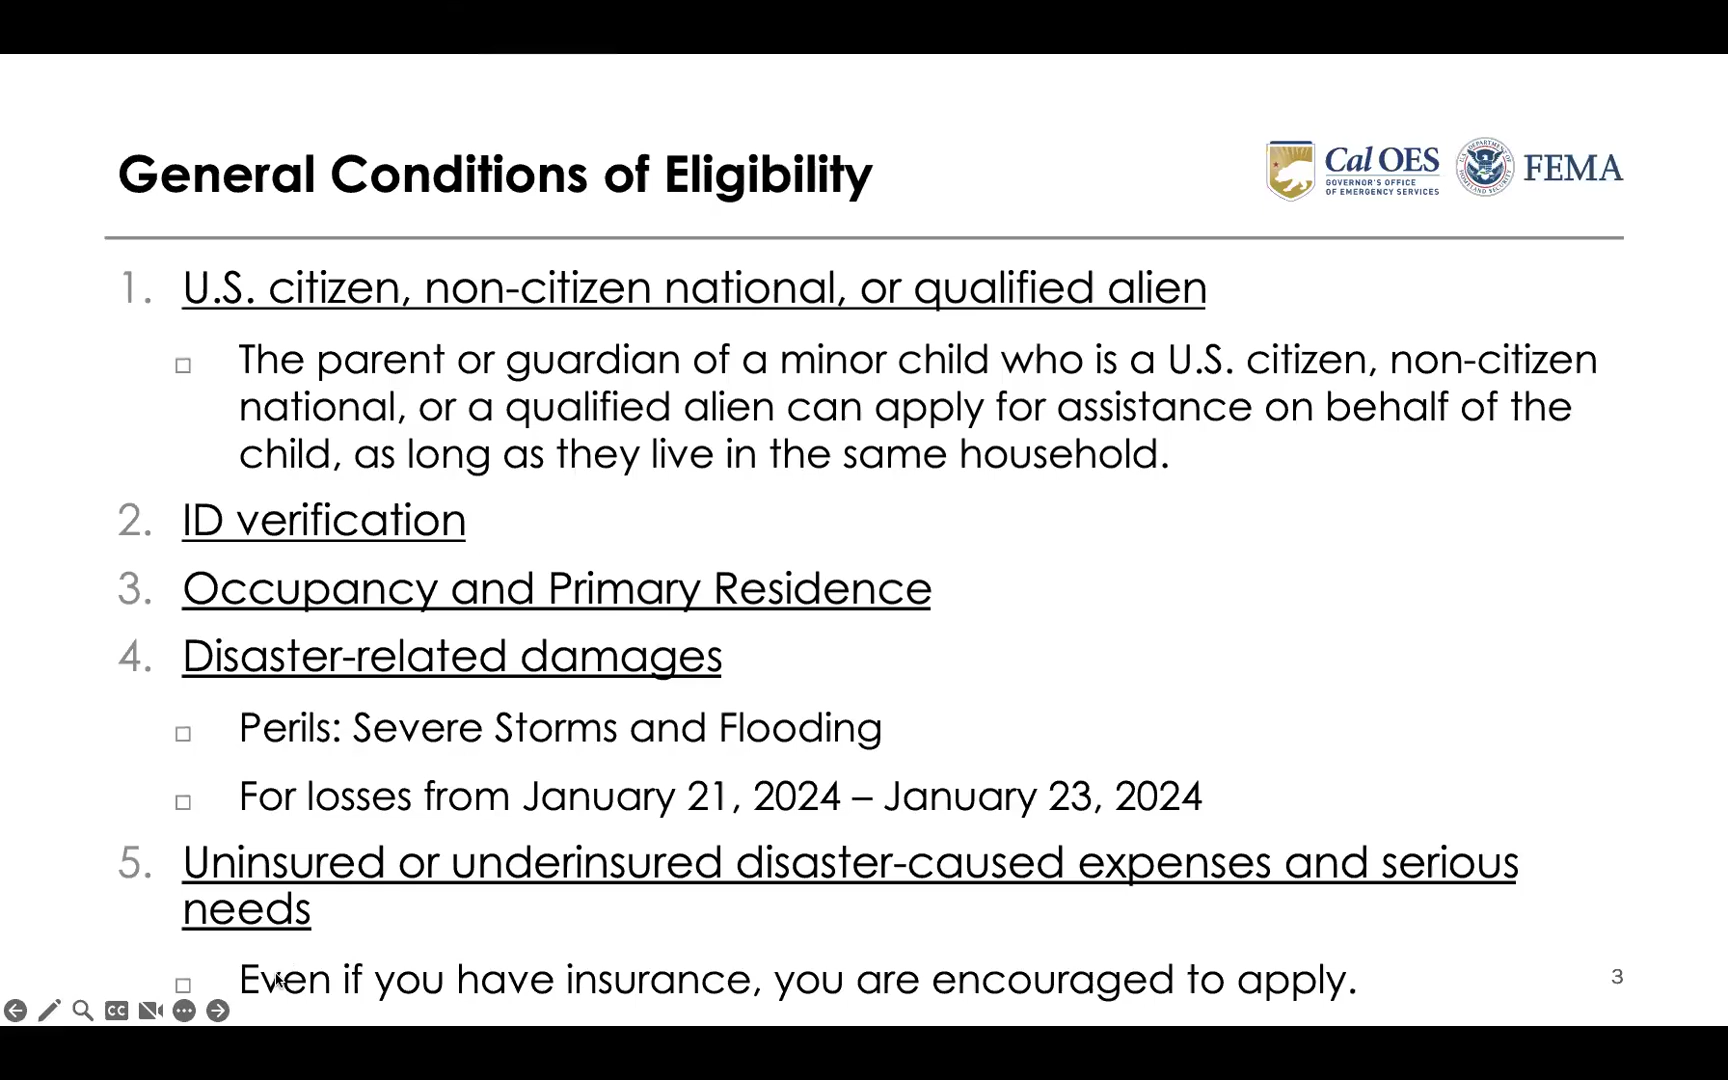 General Conditions of Eligibility
Cal OES
GOVERNOR'S OFFICE
OF EMERGENCY SERVICES
FEMA
1. U.S. citizen, non-citizen national, or qualified alien
□ The parent or guardian of a minor child who is a U.S. citizen, non-citizen
national, or a qualified alien can apply for assistance on behalf of the
child, as long as they live in the same household.
2. ID verification
3. Occupancy and Primary Residence
4. Disaster-related damages
□ Perils: Severe Storms and Flooding
□ For losses from January 21, 2024 – January 23, 2024
5. Uninsured or underinsured disaster-caused expenses and serious
needs
□ Even if you have insurance, you are encouraged to apply.
3
CC